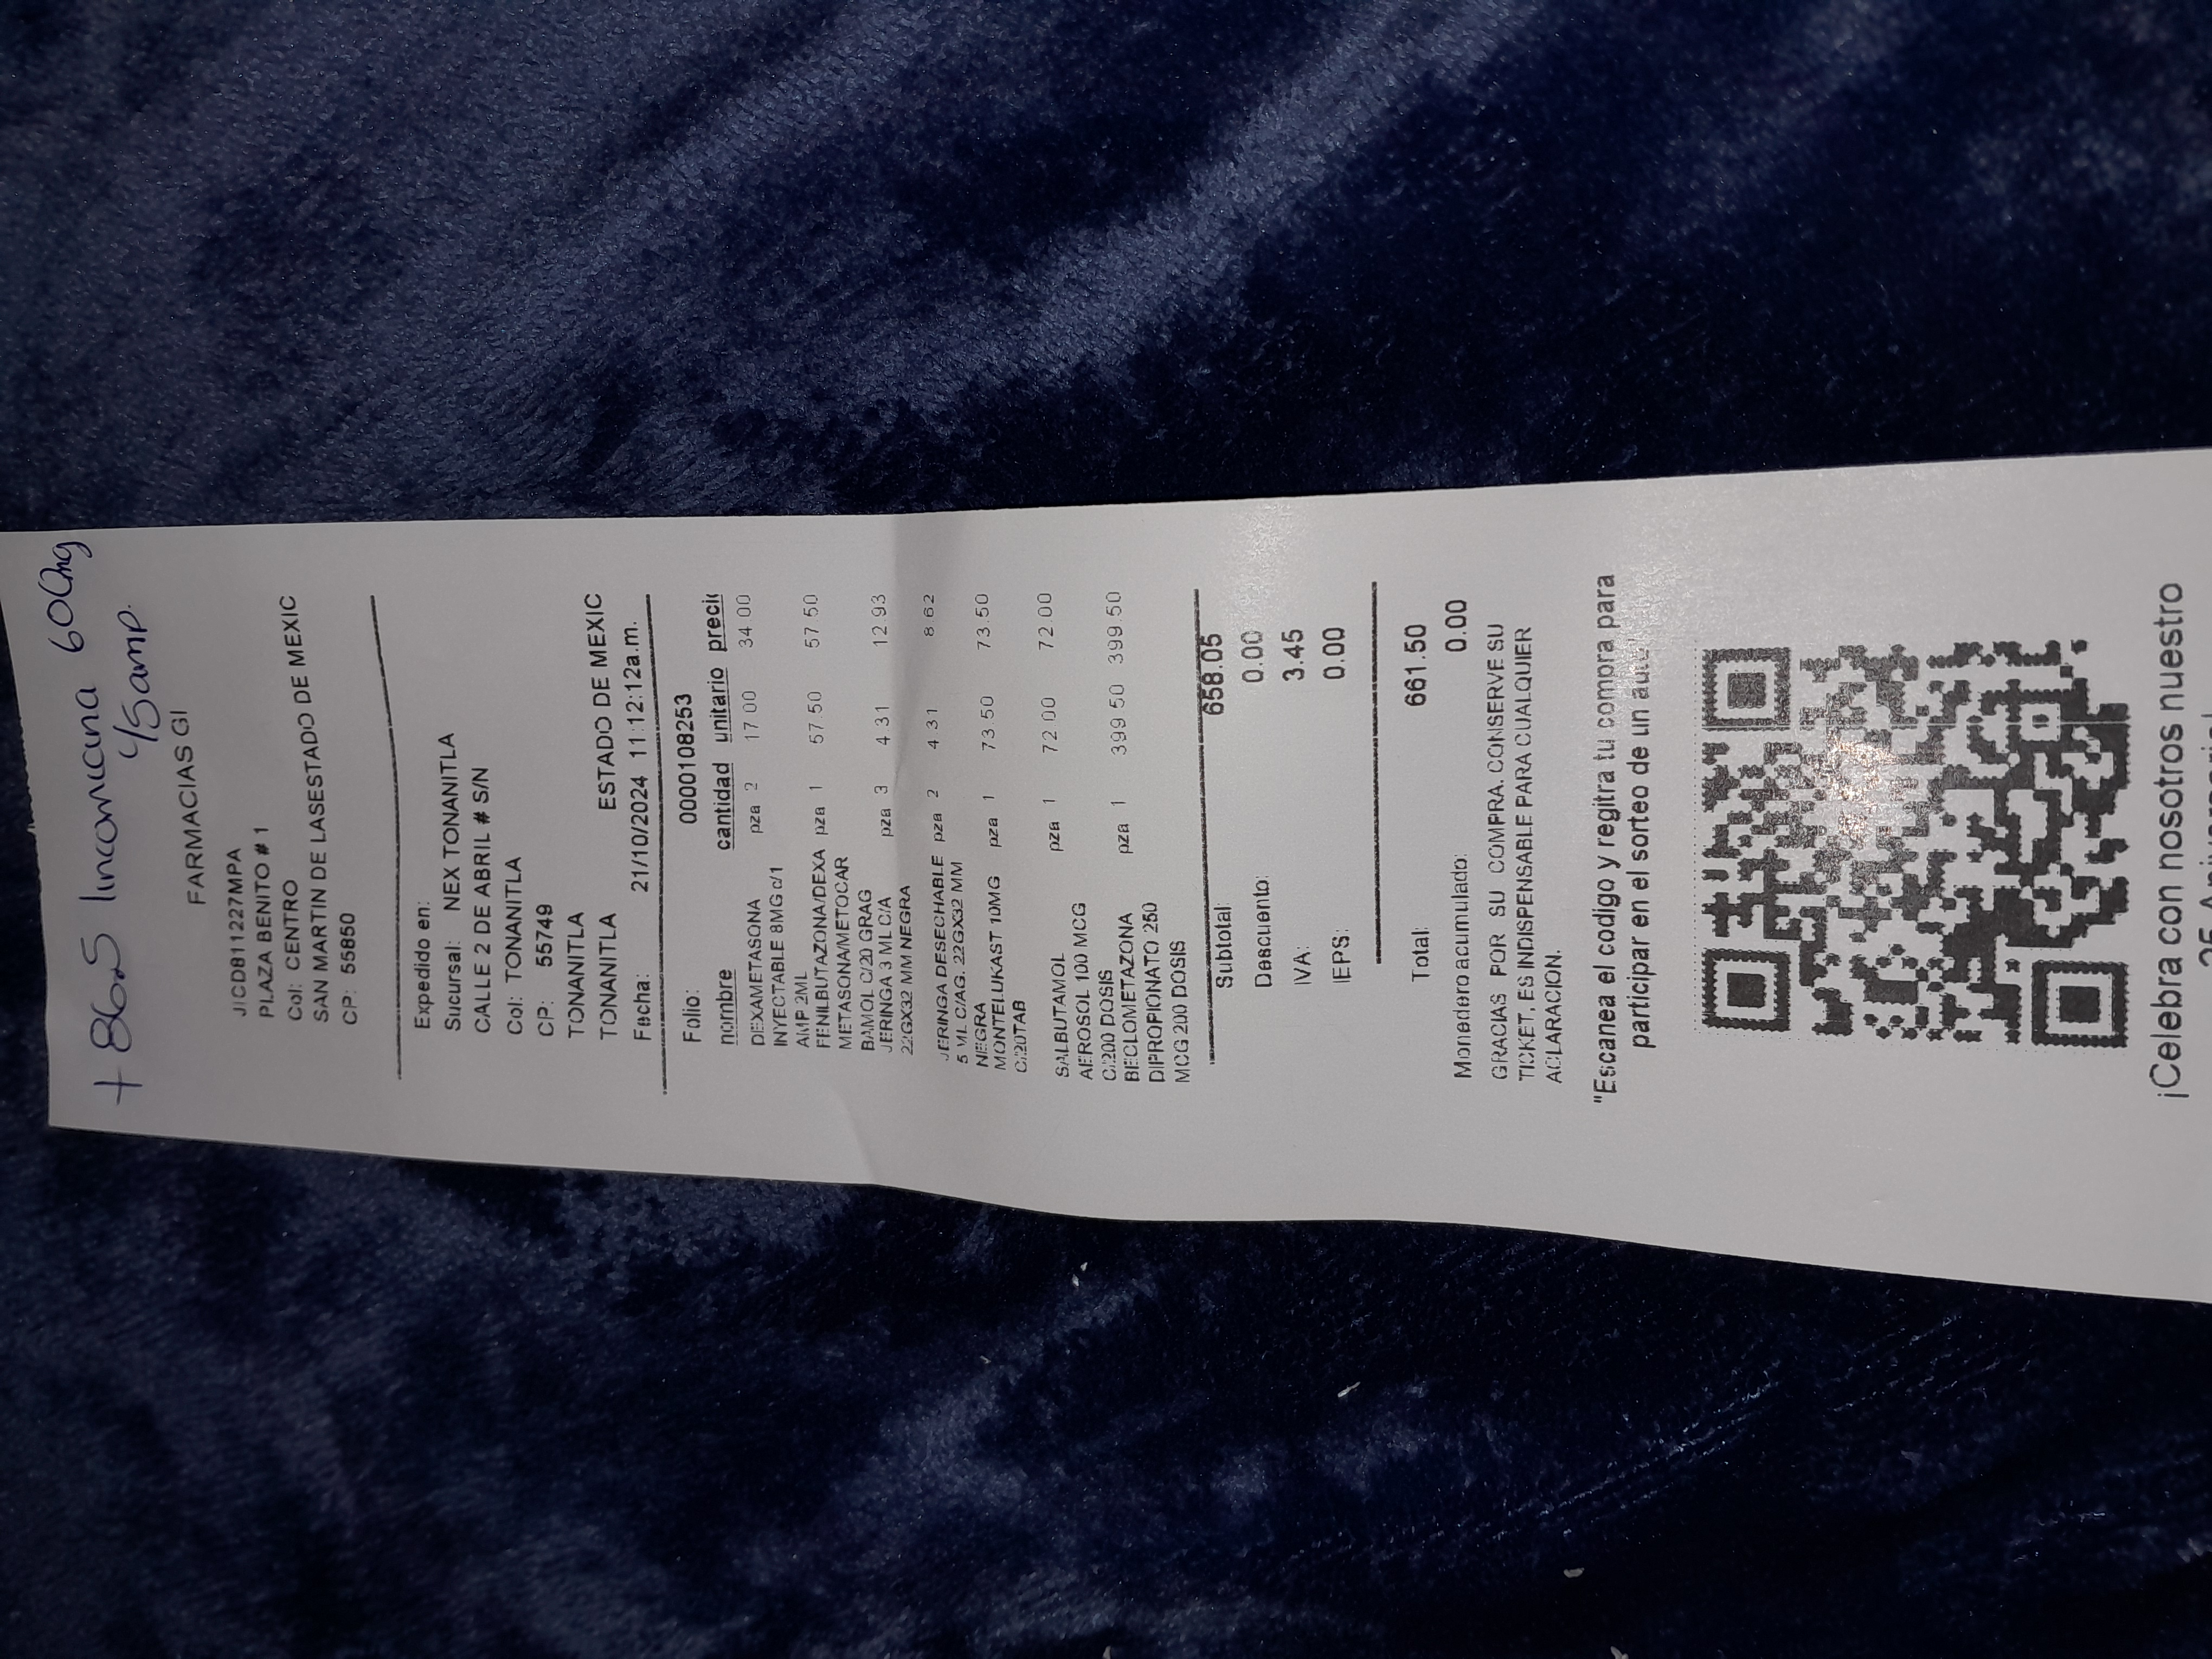 + 86.5 lincomicina 600mg
c/5amp.
FARMACIAS GI
JICD811227MPA
PLAZA BENITO # 1
Col: CENTRO
SAN MARTIN DE LASESTADO DE MEXIC
CP: 55850
Expedido en:
Sucursal: NEX TONANITLA
CALLE 2 DE ABRIL # S/N
Col: TONANITLA
CP: 55749
TONANITLA
TONANITLA ESTADO DE MEXIC
Fecha: 21/10/2024 11:12:12a.m.
Folio: 0000108253
nombre cantidad unitario precio
DEXAMETASONA pza 2 17 00 34 00
INYECTABLE 8MG c/1
AMP 2ML
FENILBUTAZONA/DEXA pza 1 57 50 57 50
METASONA/METOCAR
BAMOL C/20 GRAG
JERINGA 3 ML C/A pza 3 4 31 12 93
22GX32 MM NEGRA
JERINGA DESECHABLE pza 2 4 31 8 62
5 ML C/AG. 22GX32 MM
NEGRA
MONTELUKAST 10MG pza 1 73 50 73.50
C/20TAB
SALBUTAMOL pza 1 72 00 72.00
AEROSOL 100 MCG
C/200 DOSIS
BECLOMETAZONA pza 1 399 50 399.50
DIPROPIONATO 250
MCG 200 DOSIS
Subtotal: 658.05
Descuento: 0.00
IVA: 3.45
IEPS: 0.00
Total: 661.50
Monedero acumulado: 0.00
GRACIAS POR SU COMPRA. CONSERVE SU
TICKET, ES INDISPENSABLE PARA CUALQUIER
ACLARACION.
"Escanea el codigo y regitra tu compra para
participar en el sorteo de un auto!
¡Celebra con nosotros nuestro